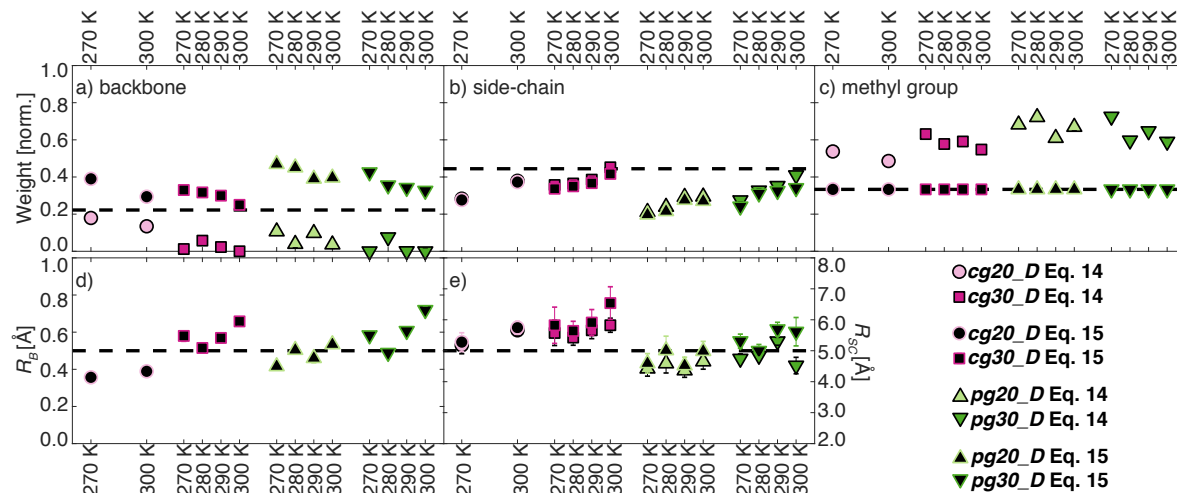 270 K 300 K 270 K 280 K 290 K 300 K 270 K 280 K 290 K 300 K 270 K 280 K 290 K 300 K 270 K 300 K 270 K 280 K 290 K 300 K 270 K 280 K 290 K 300 K 270 K 280 K 290 K 300 K 270 K 300 K 270 K 280 K 290 K 300 K 270 K 280 K 290 K 300 K 270 K 280 K 290 K 300 K
Weight [norm.]
1.0
0.8
0.6
0.4
0.2
0.0
a) backbone
b) side-chain
c) methyl group
R_B[Å]
1.0
0.8
0.6
0.4
0.2
0.0
d)
e)
8.0
7.0
6.0
5.0
4.0
3.0
2.0
R_SC[Å]
cg20_D Eq. 14
cg30_D Eq. 14
cg20_D Eq. 15
cg30_D Eq. 15
pg20_D Eq. 14
pg30_D Eq. 14
pg20_D Eq. 15
pg30_D Eq. 15
270 K 300 K 270 K 280 K 290 K 300 K 270 K 280 K 290 K 300 K 270 K 280 K 290 K 300 K 270 K 300 K 270 K 280 K 290 K 300 K 270 K 280 K 290 K 300 K 270 K 280 K 290 K 300 K